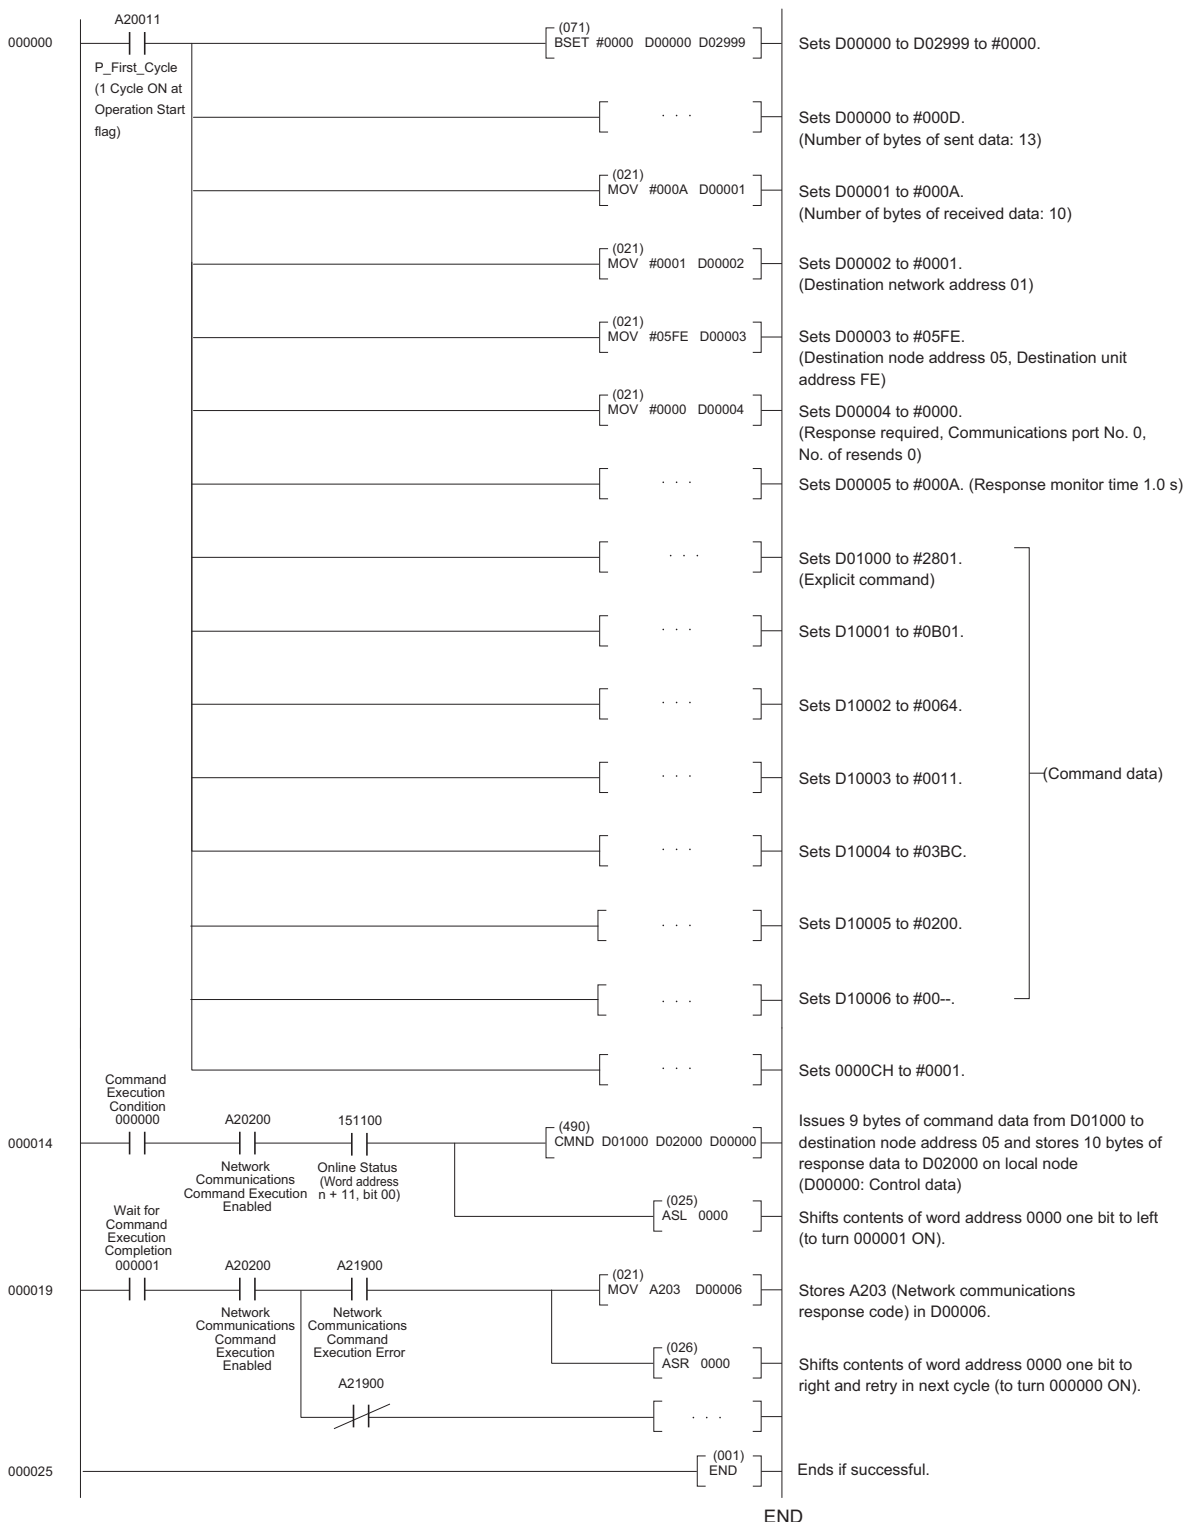 A20011
000000
(071)
BSET #0000 D00000 D02999
Sets D00000 to D02999 to #0000.
P_First_Cycle
(1 Cycle ON at
Operation Start
flag)
. . .
Sets D00000 to #000D.
(Number of bytes of sent data: 13)
(021)
MOV #000A D00001
Sets D00001 to #000A.
(Number of bytes of received data: 10)
(021)
MOV #0001 D00002
Sets D00002 to #0001.
(Destination network address 01)
(021)
MOV #05FE D00003
Sets D00003 to #05FE.
(Destination node address 05, Destination unit
address FE)
(021)
MOV #0000 D00004
Sets D00004 to #0000.
(Response required, Communications port No. 0,
No. of resends 0)
. . .
Sets D00005 to #000A. (Response monitor time 1.0 s)
. . .
Sets D01000 to #2801.
(Explicit command)
. . .
Sets D10001 to #0B01.
. . .
Sets D10002 to #0064.
. . .
Sets D10003 to #0011.
(Command data)
. . .
Sets D10004 to #03BC.
. . .
Sets D10005 to #0200.
. . .
Sets D10006 to #00--.
. . .
Sets 0000CH to #0001.
Command
Execution
Condition
000000
A20200
151100
000014
(490)
CMND D01000 D02000 D00000
Issues 9 bytes of command data from D01000 to
destination node address 05 and stores 10 bytes of
response data to D02000 on local node
(D00000: Control data)
Network
Communications
Command Execution
Enabled
Online Status
(Word address
n + 11, bit 00)
(025)
ASL 0000
Shifts contents of word address 0000 one bit to left
(to turn 000001 ON).
Wait for
Command
Execution
Completion
000001
A20200
A21900
000019
(021)
MOV A203 D00006
Stores A203 (Network communications
response code) in D00006.
Network
Communications
Command
Execution
Enabled
Network
Communications
Command
Execution Error
(026)
ASR 0000
Shifts contents of word address 0000 one bit to
right and retry in next cycle (to turn 000000 ON).
A21900
. . .
000025
(001)
END
Ends if successful.
END